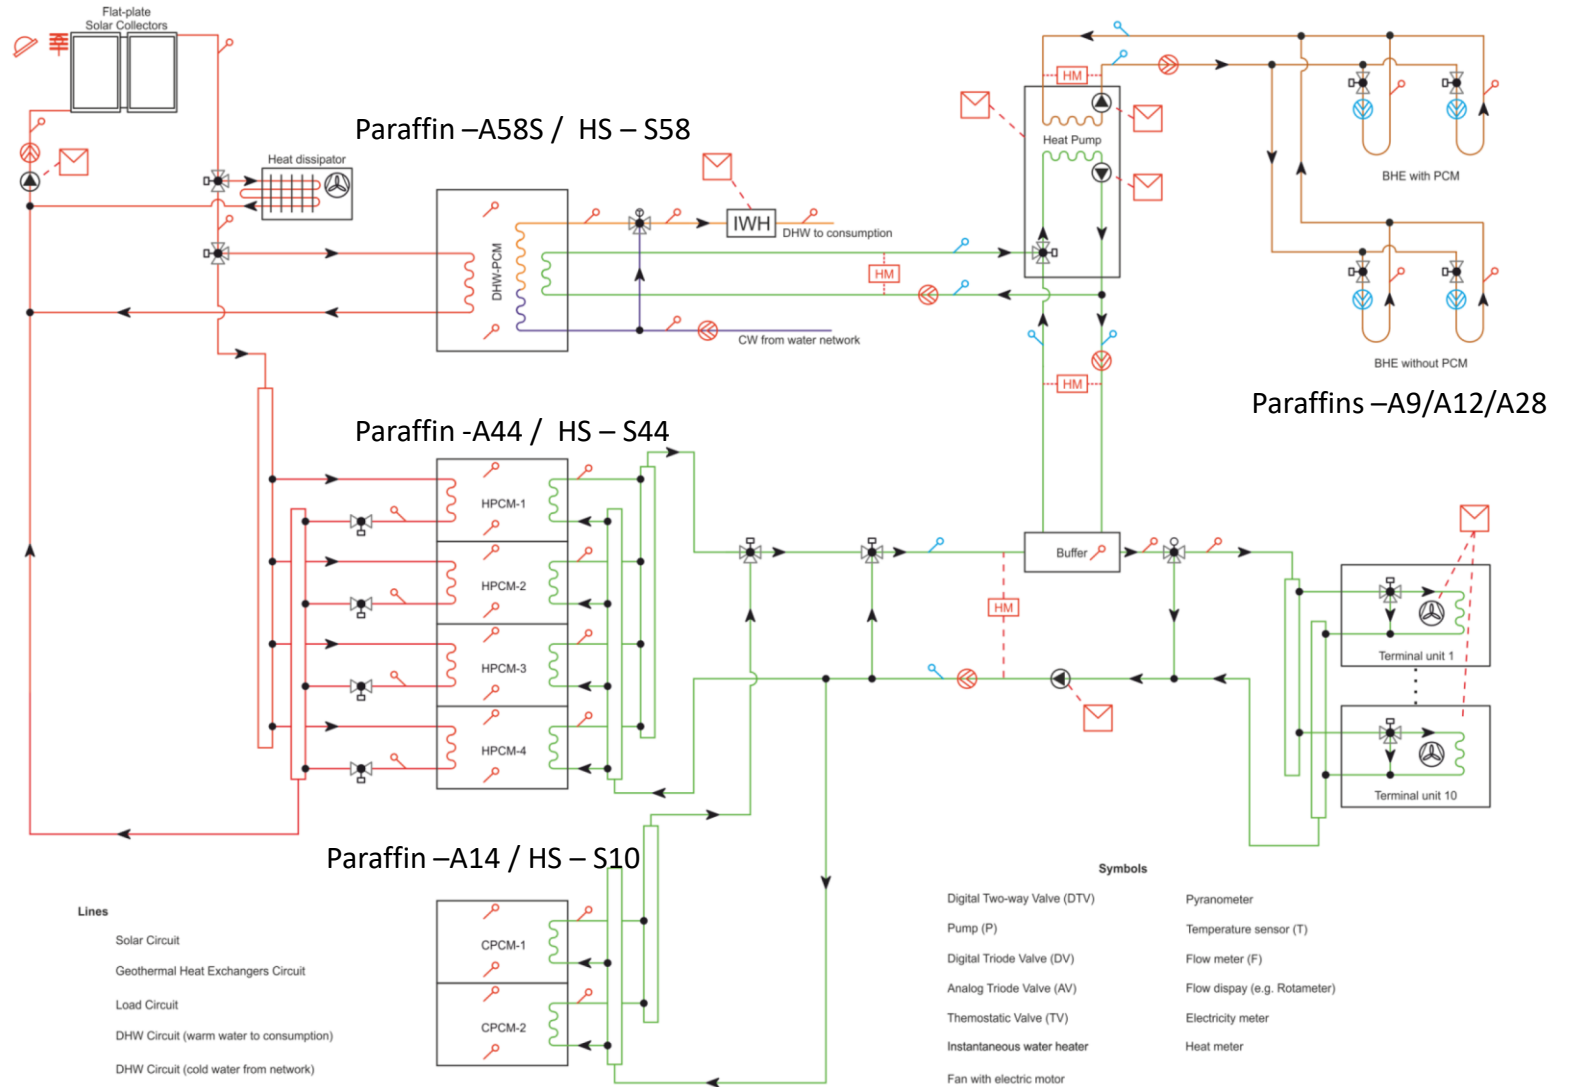 Flat-plate
Solar Collectors
Paraffin –A58S / HS – S58
Heat dissipator
DHW-PCM
IWH
DHW to consumption
HM
CW from water network
HM
Heat Pump
HM
BHE with PCM
BHE without PCM
Paraffins –A9/A12/A28
Paraffin -A44 / HS – S44
HPCM-1
HPCM-2
HPCM-3
HPCM-4
Buffer
HM
Terminal unit 1
Terminal unit 10
Paraffin –A14 / HS – S10
CPCM-1
CPCM-2
Lines
Solar Circuit
Geothermal Heat Exchangers Circuit
Load Circuit
DHW Circuit (warm water to consumption)
DHW Circuit (cold water from network)
Symbols
Digital Two-way Valve (DTV)
Pump (P)
Digital Triode Valve (DV)
Analog Triode Valve (AV)
Themostatic Valve (TV)
Instantaneous water heater
Fan with electric motor
Pyranometer
Temperature sensor (T)
Flow meter (F)
Flow dispay (e.g. Rotameter)
Electricity meter
Heat meter